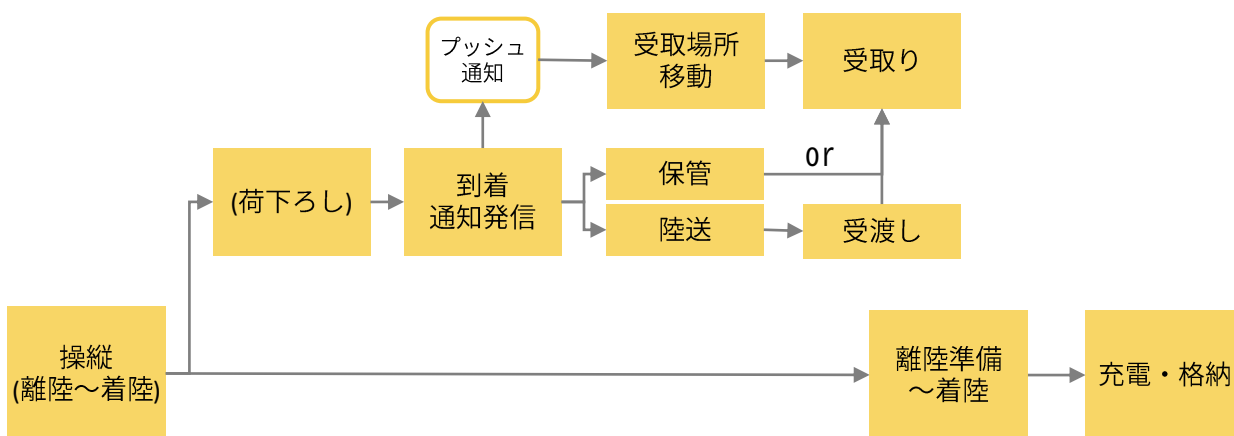 プッシュ
通知
受取場所
移動
受取り
(荷下ろし)
到着
通知発信
保管
or
陸送
受渡し
操縦
(離陸～着陸)
離陸準備
～着陸
充電・格納